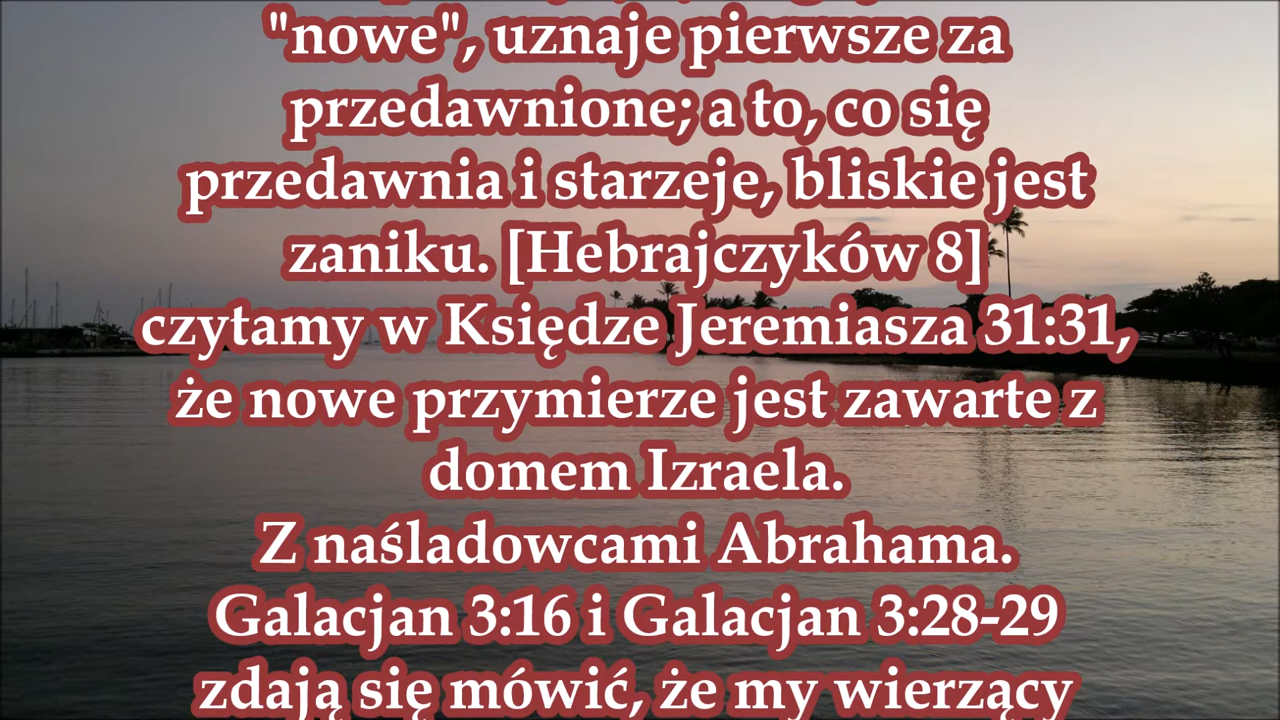 "nowe", uznaje pierwsze za
przedawnione; a to, co się
przedawnia i starzeje, bliskie jest
zaniku. [Hebrajczyków 8]
czytamy w Księdze Jeremiasza 31:31,
że nowe przymierze jest zawarte z
domem Izraela.
Z naśladowcami Abrahama.
Galacjan 3:16 i Galacjan 3:28-29
zdają się mówić, że my wierzący